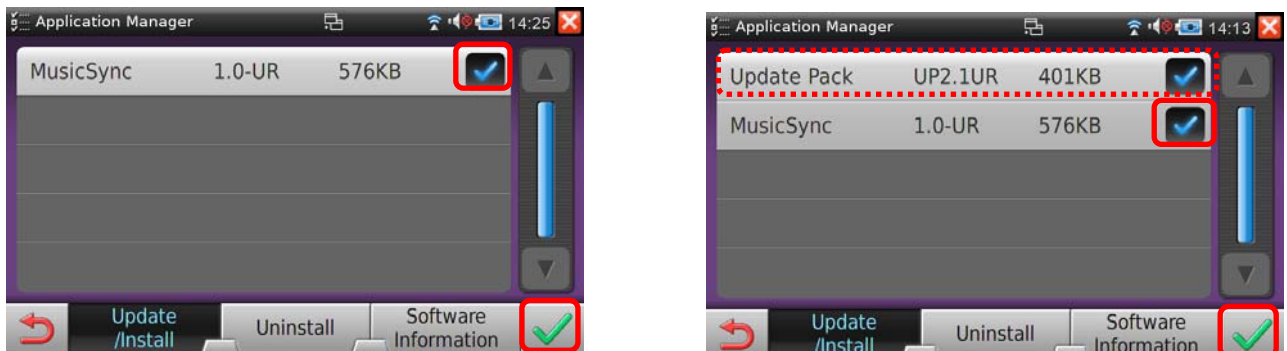 Application Manager 14:25
MusicSync 1.0-UR 576KB
Update
/Install
Uninstall
Software
Information
Application Manager 14:13
Update Pack UP2.1UR 401KB
MusicSync 1.0-UR 576KB
Update
/Install
Uninstall
Software
Information